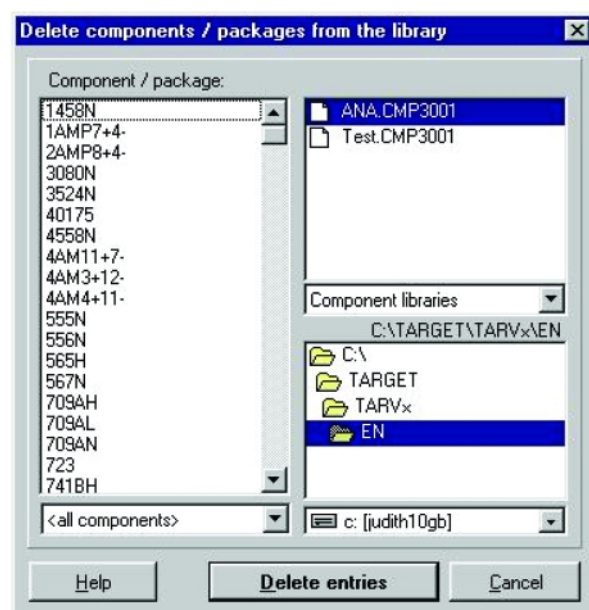 Delete components / packages from the library
Component / package:
1458N
1AMP7+4-
2AMP8+4-
3080N
3524N
40175
4558N
4AM11+7-
4AM3+12-
4AM4+11-
555N
556N
565H
567N
709AH
709AL
709AN
723
741BH
<all components>
ANA.CMP3001
Test.CMP3001
Component libraries
C:\TARGET\TARVx\EN
C:\
TARGET
TARVx
EN
c: [judith10gb]
Help
Delete entries
Cancel